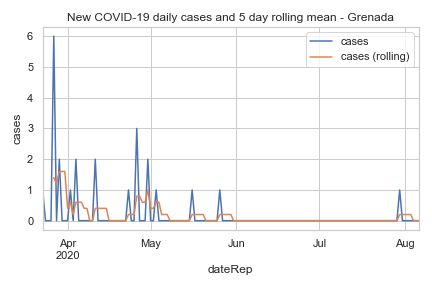 New COVID-19 daily cases and 5 day rolling mean - Grenada
cases
cases (rolling)
cases
6
5
4
3
2
1
0
Apr
2020
May
Jun
Jul
Aug
dateRep